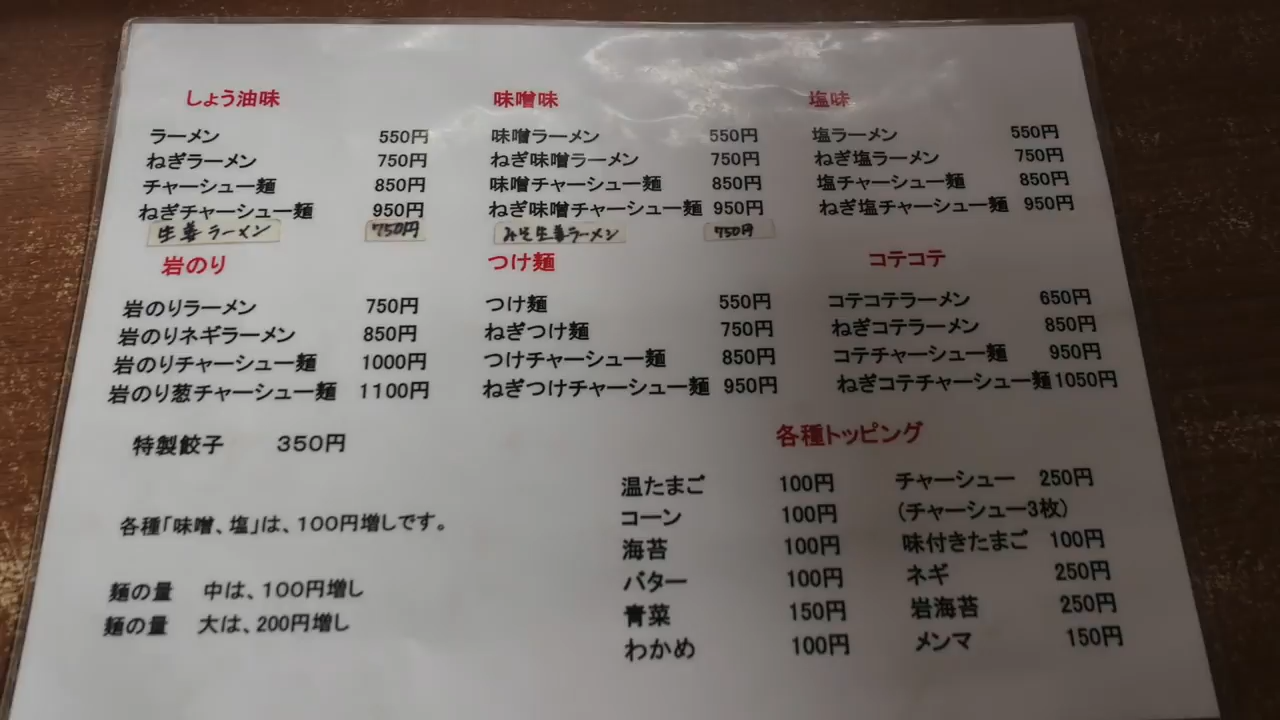 しょう油味
ラーメン 550円
ねぎラーメン 750円
チャーシュー麺 850円
ねぎチャーシュー麺 950円
生姜ラーメン 750円
味噌味
味噌ラーメン 550円
ねぎ味噌ラーメン 750円
味噌チャーシュー麺 850円
ねぎ味噌チャーシュー麺 950円
みそ生姜ラーメン 750円
塩味
塩ラーメン 550円
ねぎ塩ラーメン 750円
塩チャーシュー麺 850円
ねぎ塩チャーシュー麺 950円
岩のり
岩のりラーメン 750円
岩のりネギラーメン 850円
岩のりチャーシュー麺 1000円
岩のり葱チャーシュー麺 1100円
つけ麺
つけ麺 550円
ねぎつけ麺 750円
つけチャーシュー麺 850円
ねぎつけチャーシュー麺 950円
コテコテ
コテコテラーメン 650円
ねぎコテラーメン 850円
コテチャーシュー麺 950円
ねぎコテチャーシュー麺 1050円
特製餃子 350円
各種「味噌、塩」は、100円増しです。
麺の量 中は、100円増し
麺の量 大は、200円増し
各種トッピング
温たまご 100円
コーン 100円
海苔 100円
バター 100円
青菜 150円
わかめ 100円
チャーシュー 250円
(チャーシュー3枚)
味付きたまご 100円
ネギ 250円
岩海苔 250円
メンマ 150円